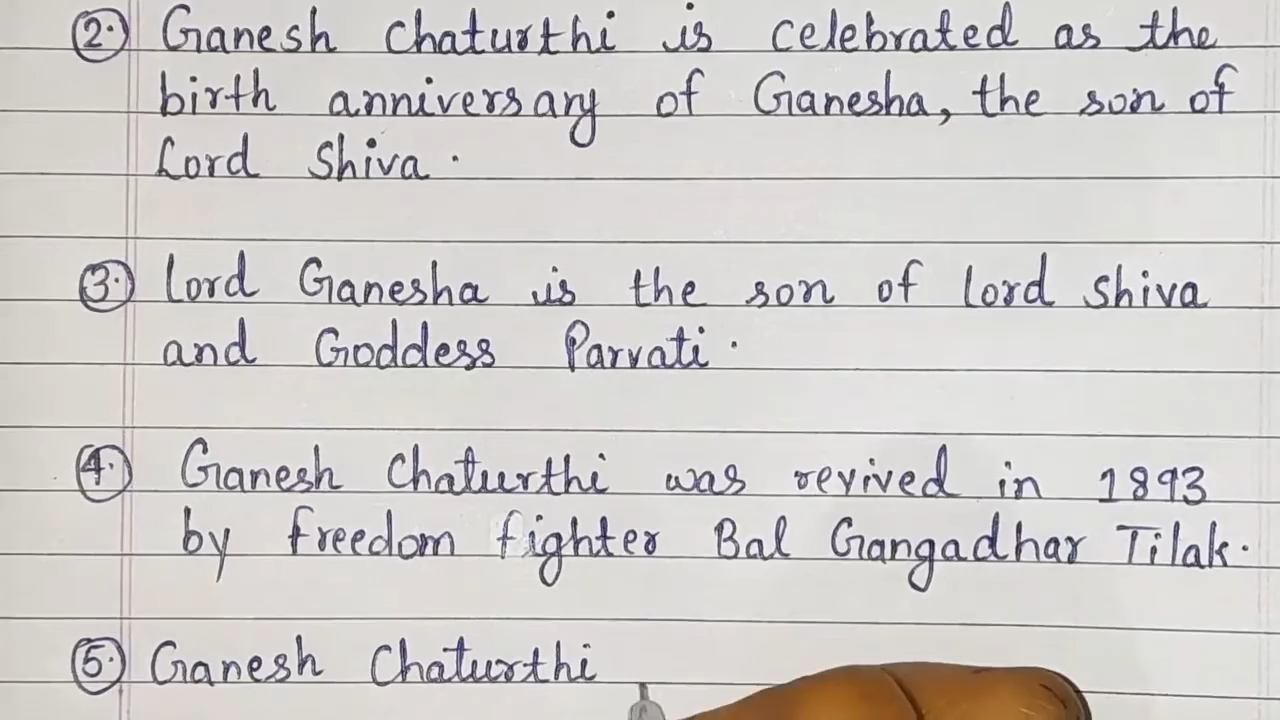 2. Ganesh Chaturthi is celebrated as the
birth anniversary of Ganesha, the son of
Lord Shiva.
3. lord Ganesha is the son of lord shiva
and Goddess Parvati.
4. Ganesh Chaturthi was revived in 1893
by freedom fighter Bal Gangadhar Tilak.
5. Ganesh Chaturthi